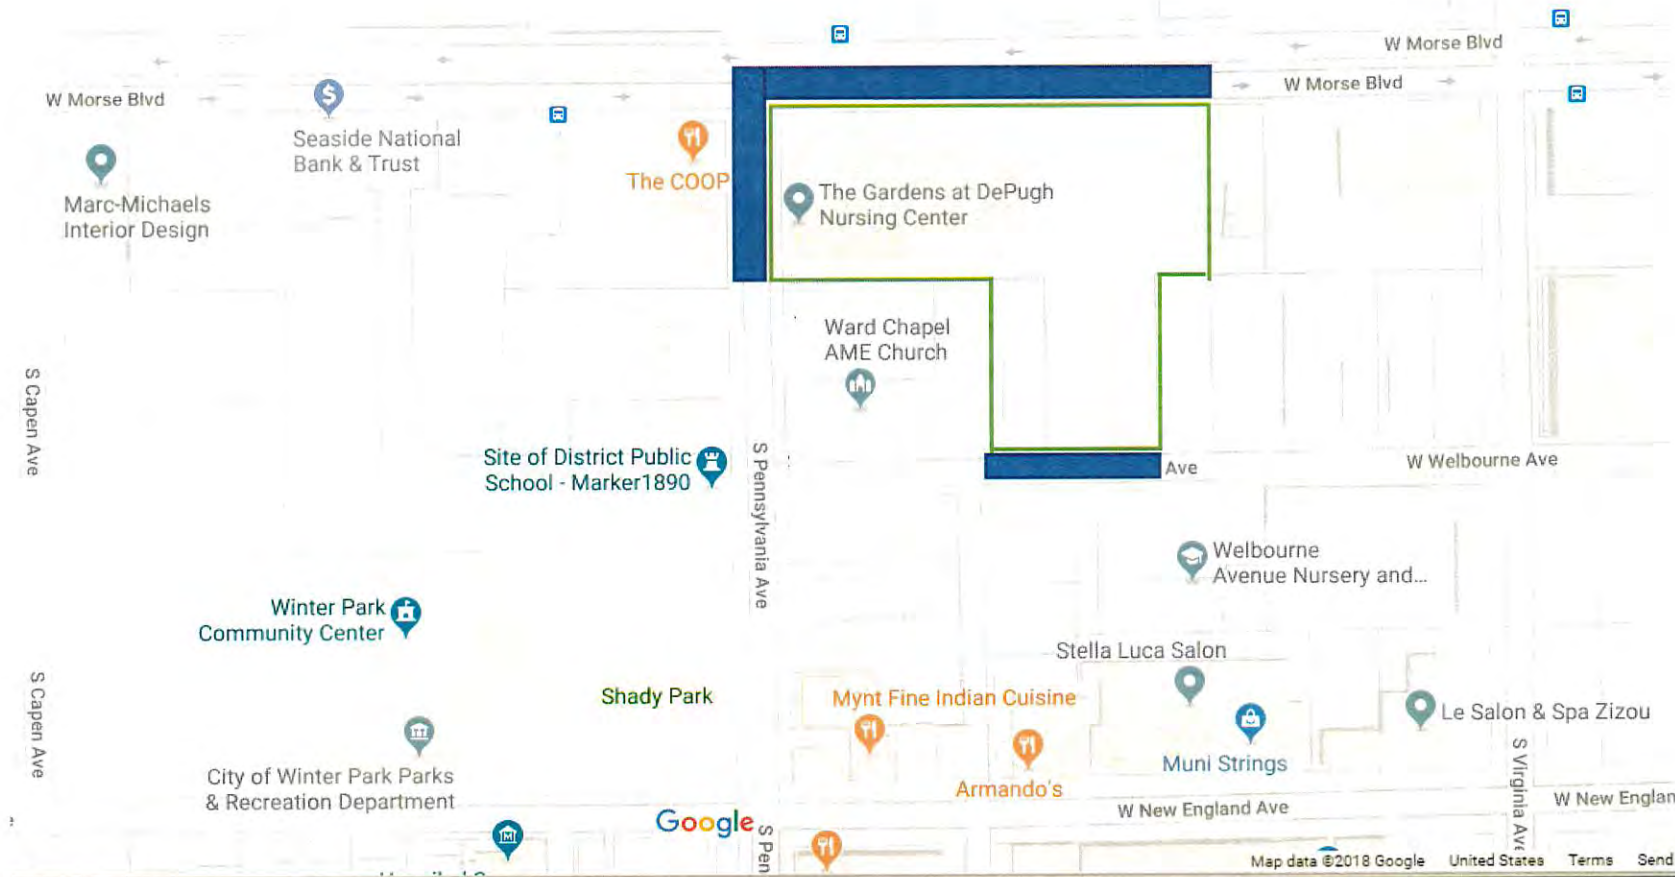 W Morse Blvd
W Morse Blvd
W Morse Blvd
Seaside National
Bank & Trust
The COOP
Marc-Michaels
Interior Design
The Gardens at DePugh
Nursing Center
Ward Chapel
AME Church
S Capen Ave
Site of District Public
School - Marker1890
S Pennsylvania Ave
Ave
W Welbourne Ave
Welbourne
Avenue Nursery and...
Winter Park
Community Center
Stella Luca Salon
S Capen Ave
Shady Park
Mynt Fine Indian Cuisine
Le Salon & Spa Zizou
City of Winter Park Parks
& Recreation Department
Muni Strings
Armando's
S Virginia Ave
W New England Ave
W New Englan
Google
S Pen
Map data ©2018 Google United States Terms Send